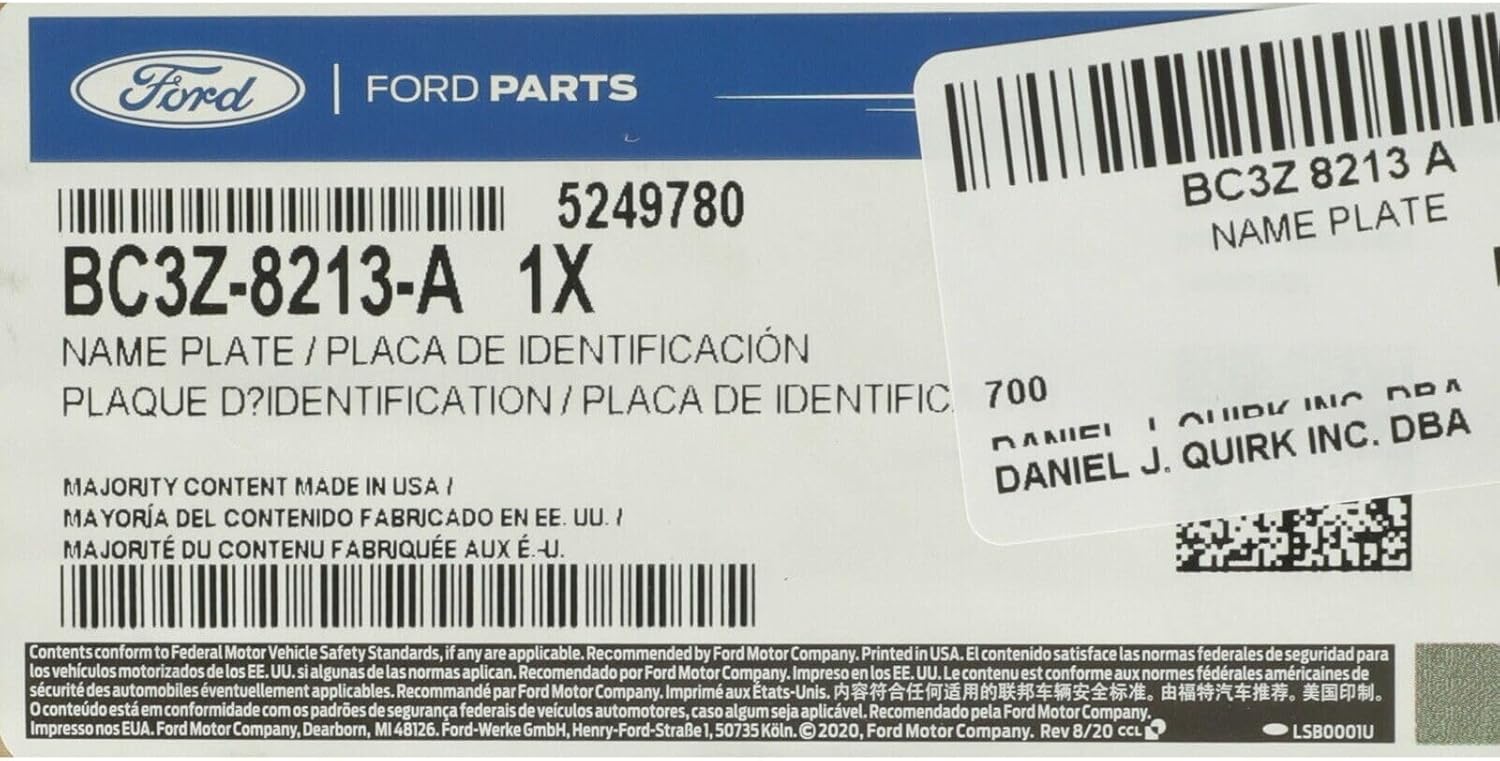 Ford | FORD PARTS
5249780
BC3Z-8213-A 1X
NAME PLATE / PLACA DE IDENTIFICACIÓN
PLAQUE D?IDENTIFICATION / PLACA DE IDENTIFIC
MAJORITY CONTENT MADE IN USA /
MAYORÍA DEL CONTENIDO FABRICADO EN EE. UU. /
MAJORITÉ DU CONTENU FABRIQUÉE AUX É.-U.
BC3Z 8213 A
NAME PLATE
700
DANIEL J. QUIRK INC. DBA
DANIEL J. QUIRK INC. DBA
Contents conform to Federal Motor Vehicle Safety Standards, if any are applicable. Recommended by Ford Motor Company. Printed in USA. El contenido satisface las normas federales de seguridad para
los vehículos motorizados de los EE. UU. si algunas de las normas aplican. Recomendado por Ford Motor Company. Impreso en los EE. UU. Le contenu est conforme aux normes fédérales américaines de
sécurité des automobiles éventuellement applicables. Recommandé par Ford Motor Company. Imprimé aux États-Unis. 内容符合任何适用的联邦车辆安全标准。由福特汽车推荐。美国印制。
O conteúdo está em conformidade com os padrões de segurança federais de veículos automotores, caso algum seja aplicável. Recomendado pela Ford Motor Company.
Impresso nos EUA. Ford Motor Company, Dearborn, MI 48126. Ford-Werke GmbH, Henry-Ford-Straße 1, 50735 Köln. © 2020, Ford Motor Company. Rev 8/20 CCL
LSB0001U